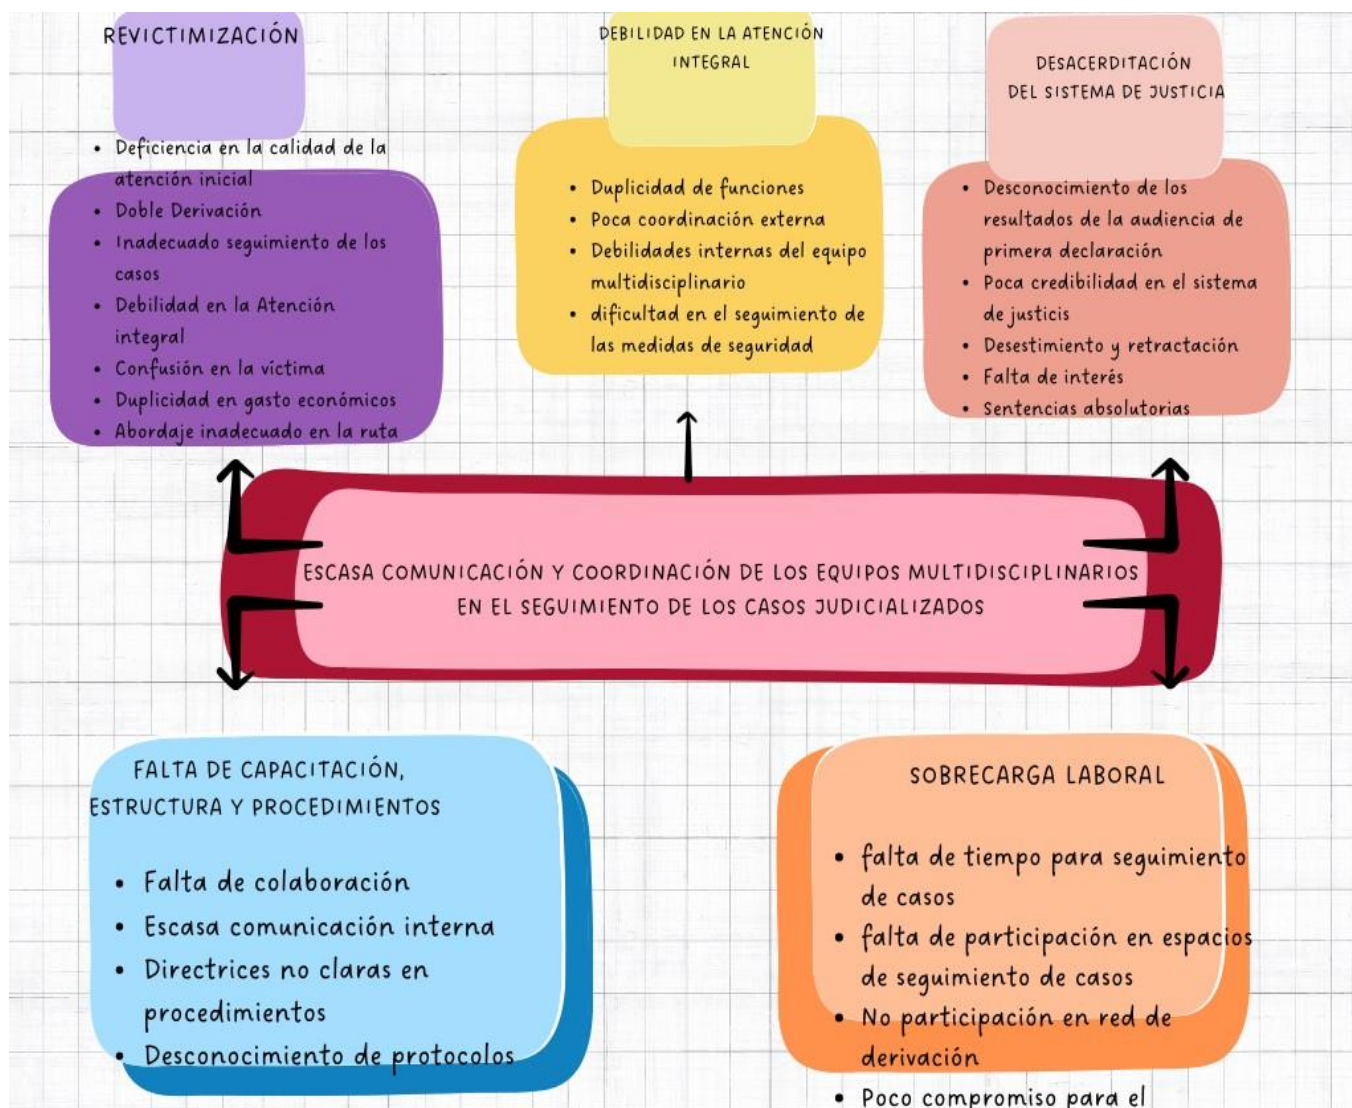 REVICTIMIZACIÓN
Deficiencia en la calidad de la
atención inicial
Doble Derivación
Inadecuado seguimiento de los
casos
Debilidad en la Atención
integral
Confusión en la víctima
Duplicidad en gasto económicos
Abordaje inadecuado en la ruta
DEBILIDAD EN LA ATENCIÓN
INTEGRAL
Duplicidad de funciones
Poca coordinación externa
Debilidades internas del equipo
multidisciplinario
dificultad en el seguimiento de
las medidas de seguridad
DESACERDITACIÓN
DEL SISTEMA DE JUSTICIA
Desconocimiento de los
resultados de la audiencia de
primera declaración
Poca credibilidad en el sistema
de justicis
Desestimiento y retractación
Falta de interés
Sentencias absolutorias
ESCASA COMUNICACIÓN Y COORDINACIÓN DE LOS EQUIPOS MULTIDISCIPLINARIOS
EN EL SEGUIMIENTO DE LOS CASOS JUDICIALIZADOS
FALTA DE CAPACITACIÓN,
ESTRUCTURA Y PROCEDIMIENTOS
Falta de colaboración
Escasa comunicación interna
Directrices no claras en
procedimientos
Desconocimiento de protocolos
SOBRECARGA LABORAL
falta de tiempo para seguimiento
de casos
falta de participación en espacios
de seguimiento de casos
No participación en red de
derivación
Poco compromiso para el